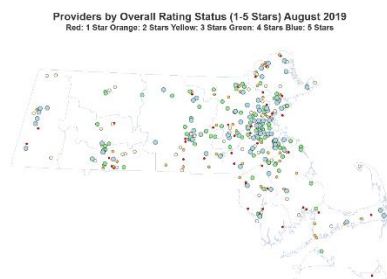 Providers by Overall Rating Status (1-5 Stars) August 2019
Red: 1 Star Orange: 2 Stars Yellow: 3 Stars Green: 4 Stars Blue: 5 Stars